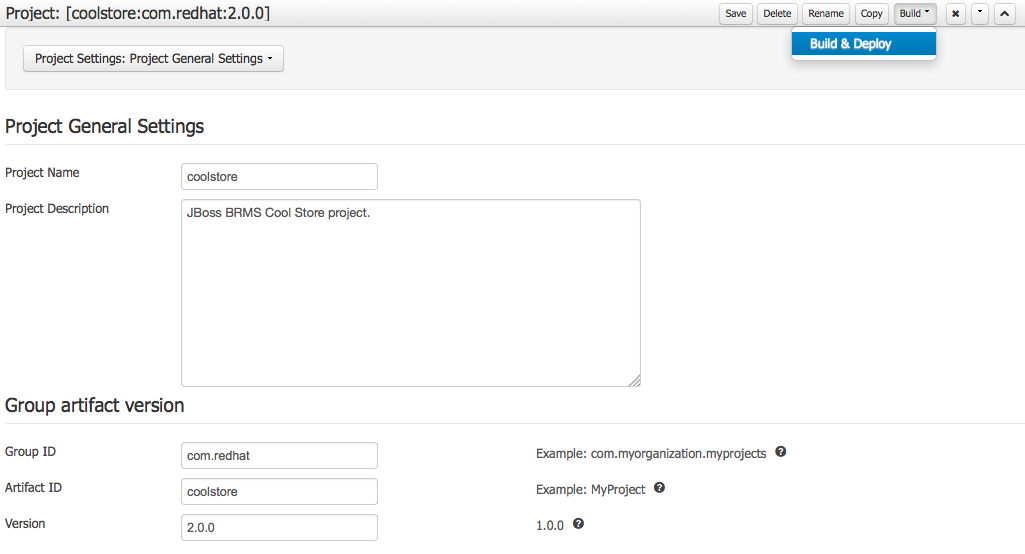 Project: [coolstore:com.redhat:2.0.0]
Save Delete Rename Copy Build
Build & Deploy
Project Settings: Project General Settings
Project General Settings
Project Name coolstore
Project Description JBoss BRMS Cool Store project.
Group artifact version
Group ID com.redhat Example: com.myorganization.myprojects ?
Artifact ID coolstore Example: MyProject ?
Version 2.0.0 1.0.0 ?